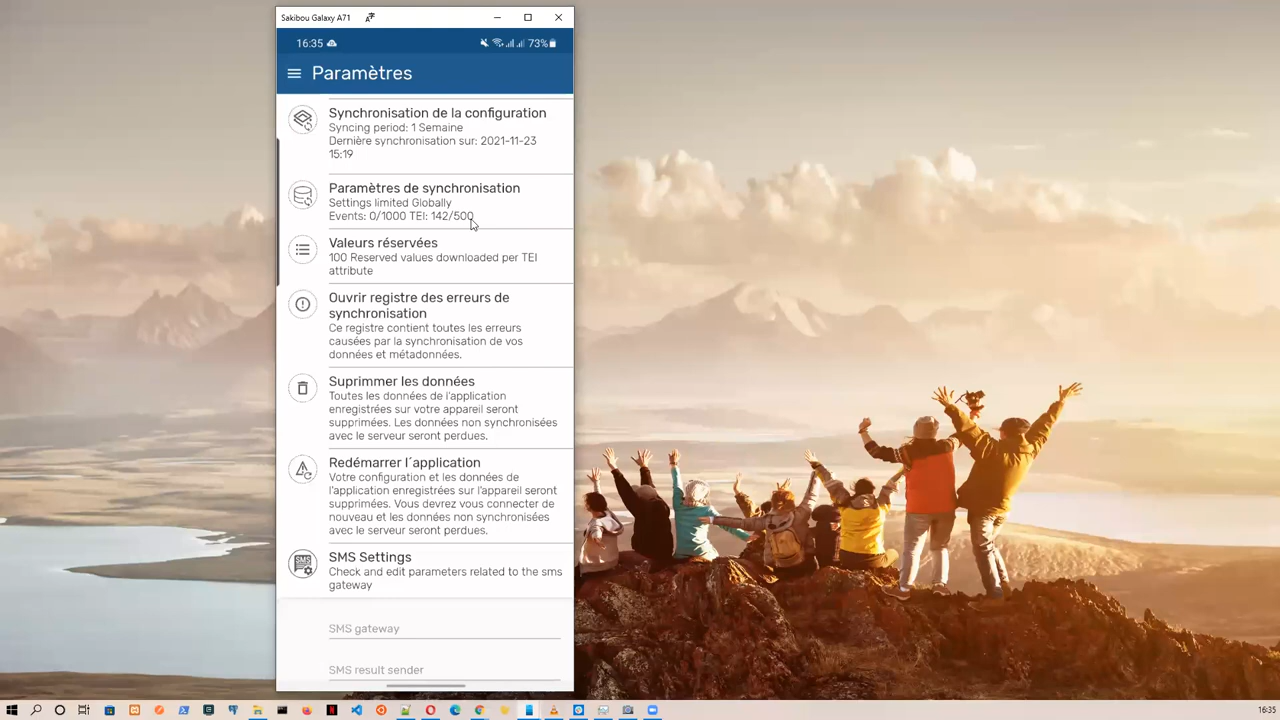 Sakibou Galaxy A71
16:35
73%
Paramètres
Synchronisation de la configuration
Syncing period: 1 Semaine
Dernière synchronisation sur: 2021-11-23
15:19
Paramètres de synchronisation
Settings limited Globally
Events: 0/1000 TEI: 142/500
Valeurs réservées
100 Reserved values downloaded per TEI
attribute
Ouvrir registre des erreurs de
synchronisation
Ce registre contient toutes les erreurs
causées par la synchronisation de vos
données et métadonnées.
Suprimmer les données
Toutes les données de l'application
enregistrées sur votre appareil seront
supprimées. Les données non synchronisées
avec le serveur seront perdues.
Redémarrer l´application
Votre configuration et les données de
l'application enregistrées sur l'appareil seront
supprimées. Vous devrez vous connecter de
nouveau et les données non synchronisées
avec le serveur seront perdues.
SMS Settings
Check and edit parameters related to the sms
gateway
SMS gateway
SMS result sender
16:35